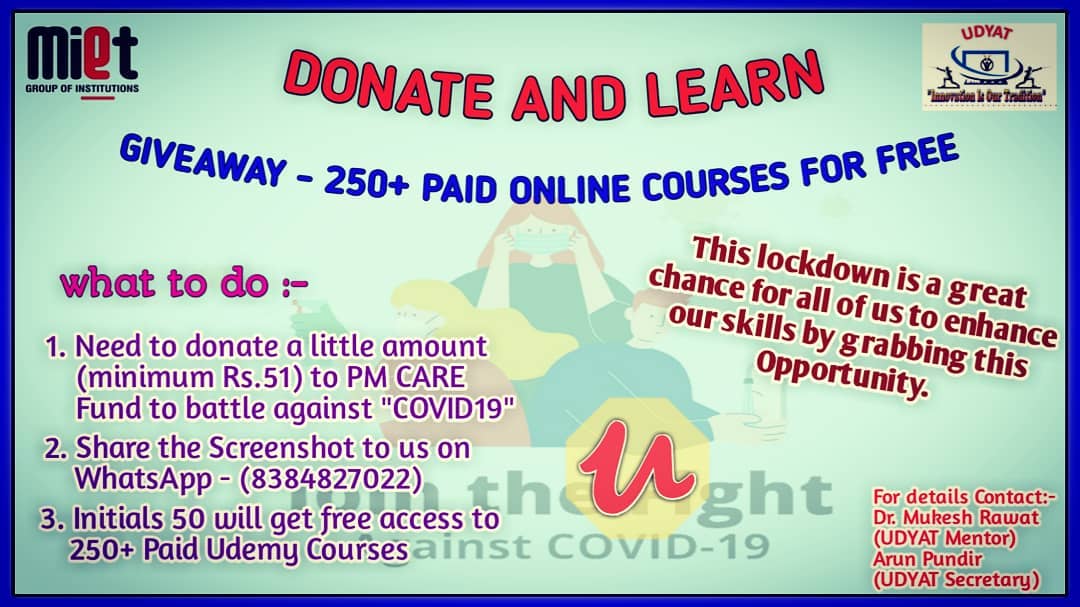 miet
GROUP OF INSTITUTIONS
UDYAT
"Innovation is Our Tradition"
DONATE AND LEARN
GIVEAWAY - 250+ PAID ONLINE COURSES FOR FREE
what to do :-
1. Need to donate a little amount
(minimum Rs.51) to PM CARE
Fund to battle against "COVID19"
2. Share the Screenshot to us on
WhatsApp - (8384827022)
3. Initials 50 will get free access to
250+ Paid Udemy Courses
This lockdown is a great
chance for all of us to enhance
our skills by grabbing this
Opportunity.
u
Join the fight
against COVID-19
For details Contact:-
Dr. Mukesh Rawat
(UDYAT Mentor)
Arun Pundir
(UDYAT Secretary)